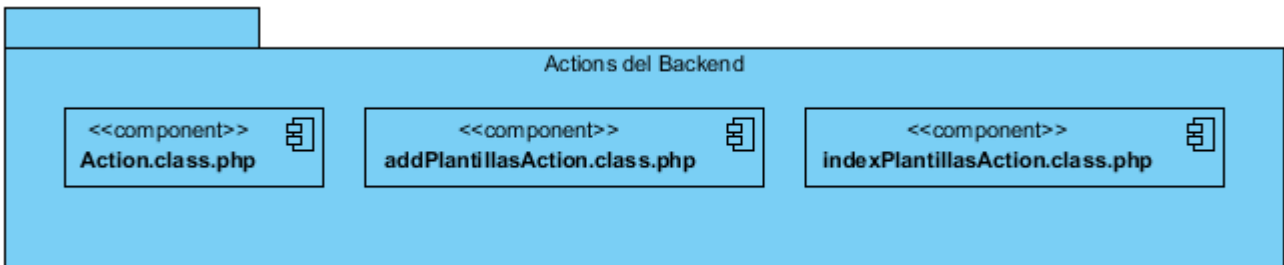 Actions del Backend
<<component>>
Action.class.php
<<component>>
addPlantillasAction.class.php
<<component>>
indexPlantillasAction.class.php